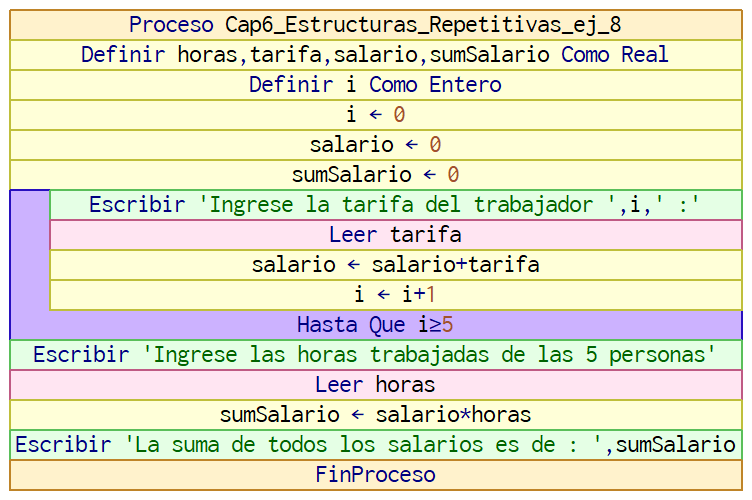 Proceso Cap6_Estructuras_Repetitivas_ej_8
Definir horas,tarifa,salario,sumSalario Como Real
Definir i Como Entero
i ← 0
salario ← 0
sumSalario ← 0
Escribir 'Ingrese la tarifa del trabajador ',i,' :'
Leer tarifa
salario ← salario+tarifa
i ← i+1
Hasta Que i≥5
Escribir 'Ingrese las horas trabajadas de las 5 personas'
Leer horas
sumSalario ← salario*horas
Escribir 'La suma de todos los salarios es de : ',sumSalario
FinProceso